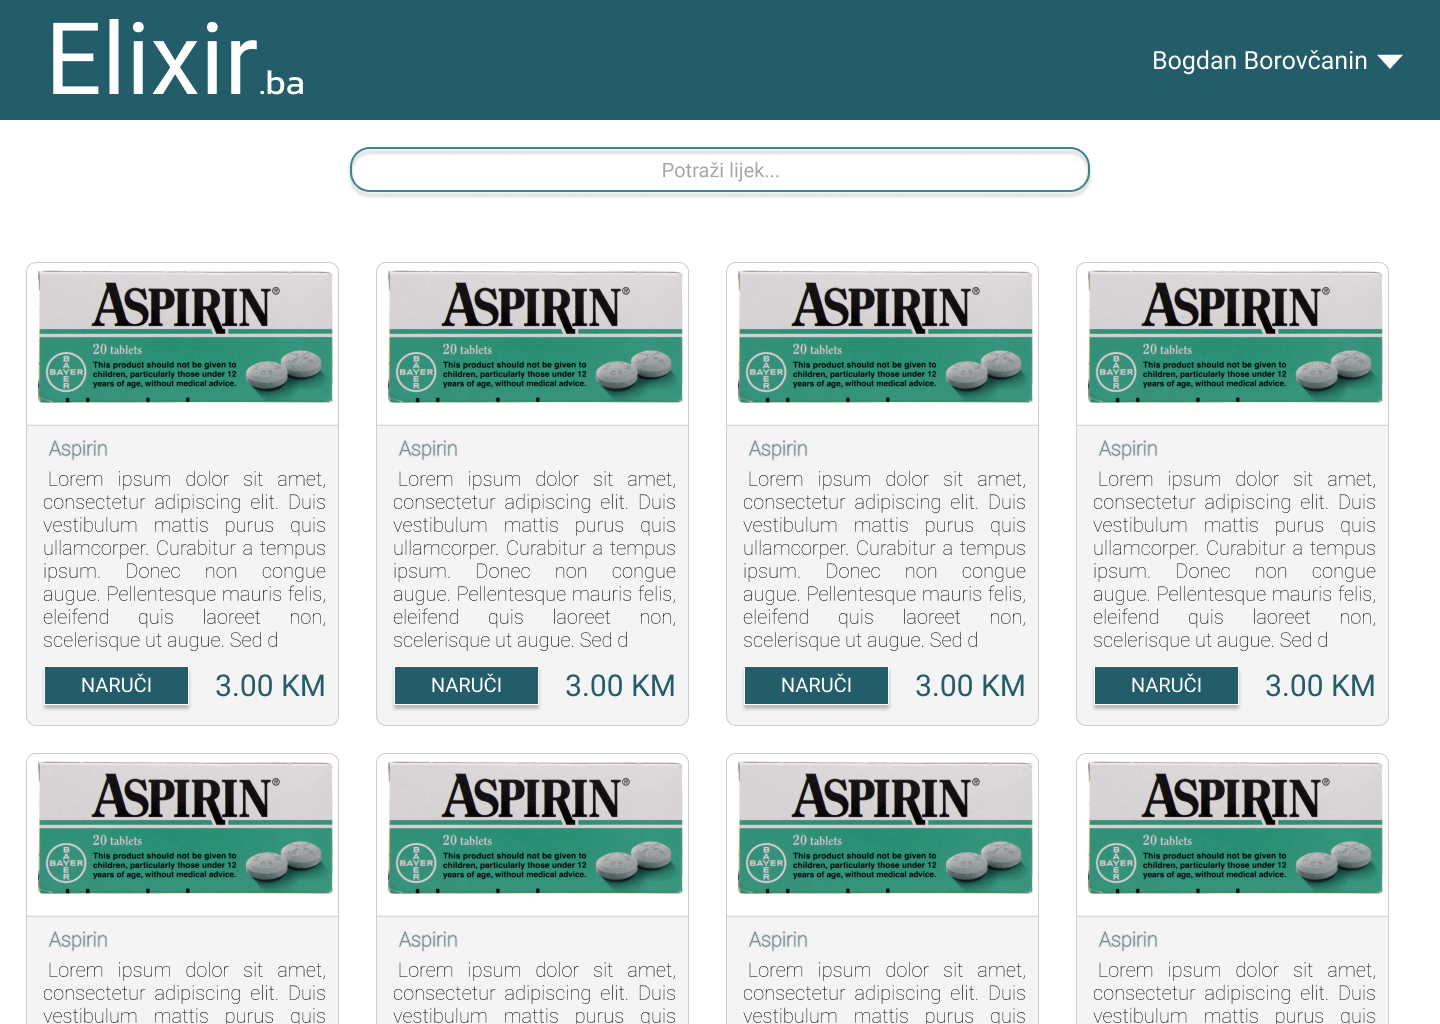 Elixir.ba
Bogdan Borovčanin
Potraži lijek...
ASPIRIN®
20 tablets
BAYER
BAYER
This product should not be given to
children, particularly those under 12
years of age, without medical advice.
Aspirin
Lorem ipsum dolor sit amet,
consectetur adipiscing elit. Duis
vestibulum mattis purus quis
ullamcorper. Curabitur a tempus
ipsum. Donec non congue
augue. Pellentesque mauris felis,
eleifend quis laoreet non,
scelerisque ut augue. Sed d
NARUČI
3.00 KM
ASPIRIN®
20 tablets
BAYER
BAYER
This product should not be given to
children, particularly those under 12
years of age, without medical advice.
Aspirin
Lorem ipsum dolor sit amet,
consectetur adipiscing elit. Duis
vestibulum mattis purus quis
ullamcorper. Curabitur a tempus
ipsum. Donec non congue
augue. Pellentesque mauris felis,
eleifend quis laoreet non,
scelerisque ut augue. Sed d
NARUČI
3.00 KM
ASPIRIN®
20 tablets
BAYER
BAYER
This product should not be given to
children, particularly those under 12
years of age, without medical advice.
Aspirin
Lorem ipsum dolor sit amet,
consectetur adipiscing elit. Duis
vestibulum mattis purus quis
ullamcorper. Curabitur a tempus
ipsum. Donec non congue
augue. Pellentesque mauris felis,
eleifend quis laoreet non,
scelerisque ut augue. Sed d
NARUČI
3.00 KM
ASPIRIN®
20 tablets
BAYER
BAYER
This product should not be given to
children, particularly those under 12
years of age, without medical advice.
Aspirin
Lorem ipsum dolor sit amet,
consectetur adipiscing elit. Duis
vestibulum mattis purus quis
ullamcorper. Curabitur a tempus
ipsum. Donec non congue
augue. Pellentesque mauris felis,
eleifend quis laoreet non,
scelerisque ut augue. Sed d
NARUČI
3.00 KM
ASPIRIN®
20 tablets
BAYER
BAYER
This product should not be given to
children, particularly those under 12
years of age, without medical advice.
Aspirin
Lorem ipsum dolor sit amet,
consectetur adipiscing elit. Duis
vestibulum mattis purus quis
ASPIRIN®
20 tablets
BAYER
BAYER
This product should not be given to
children, particularly those under 12
years of age, without medical advice.
Aspirin
Lorem ipsum dolor sit amet,
consectetur adipiscing elit. Duis
vestibulum mattis purus quis
ASPIRIN®
20 tablets
BAYER
BAYER
This product should not be given to
children, particularly those under 12
years of age, without medical advice.
Aspirin
Lorem ipsum dolor sit amet,
consectetur adipiscing elit. Duis
vestibulum mattis purus quis
ASPIRIN®
20 tablets
BAYER
BAYER
This product should not be given to
children, particularly those under 12
years of age, without medical advice.
Aspirin
Lorem ipsum dolor sit amet,
consectetur adipiscing elit. Duis
vestibulum mattis purus quis